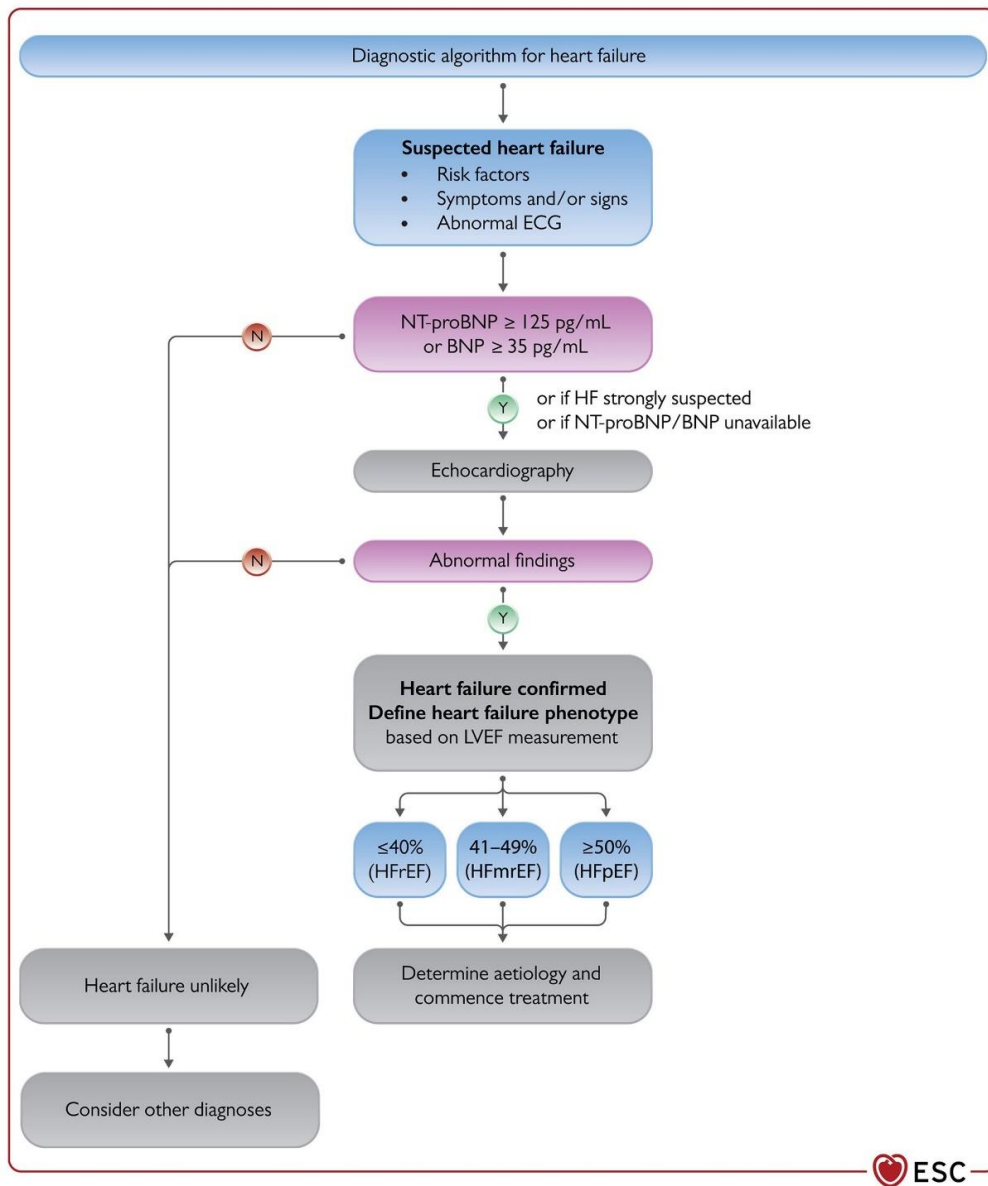 Diagnostic algorithm for heart failure
Suspected heart failure
• Risk factors
• Symptoms and/or signs
• Abnormal ECG
NT-proBNP ≥ 125 pg/mL
or BNP ≥ 35 pg/mL
N
Y
or if HF strongly suspected
or if NT-proBNP/BNP unavailable
Echocardiography
Abnormal findings
N
Y
Heart failure confirmed
Define heart failure phenotype
based on LVEF measurement
≤40%
(HFrEF)
41–49%
(HFmrEF)
≥50%
(HFpEF)
Heart failure unlikely
Determine aetiology and
commence treatment
Consider other diagnoses
ESC